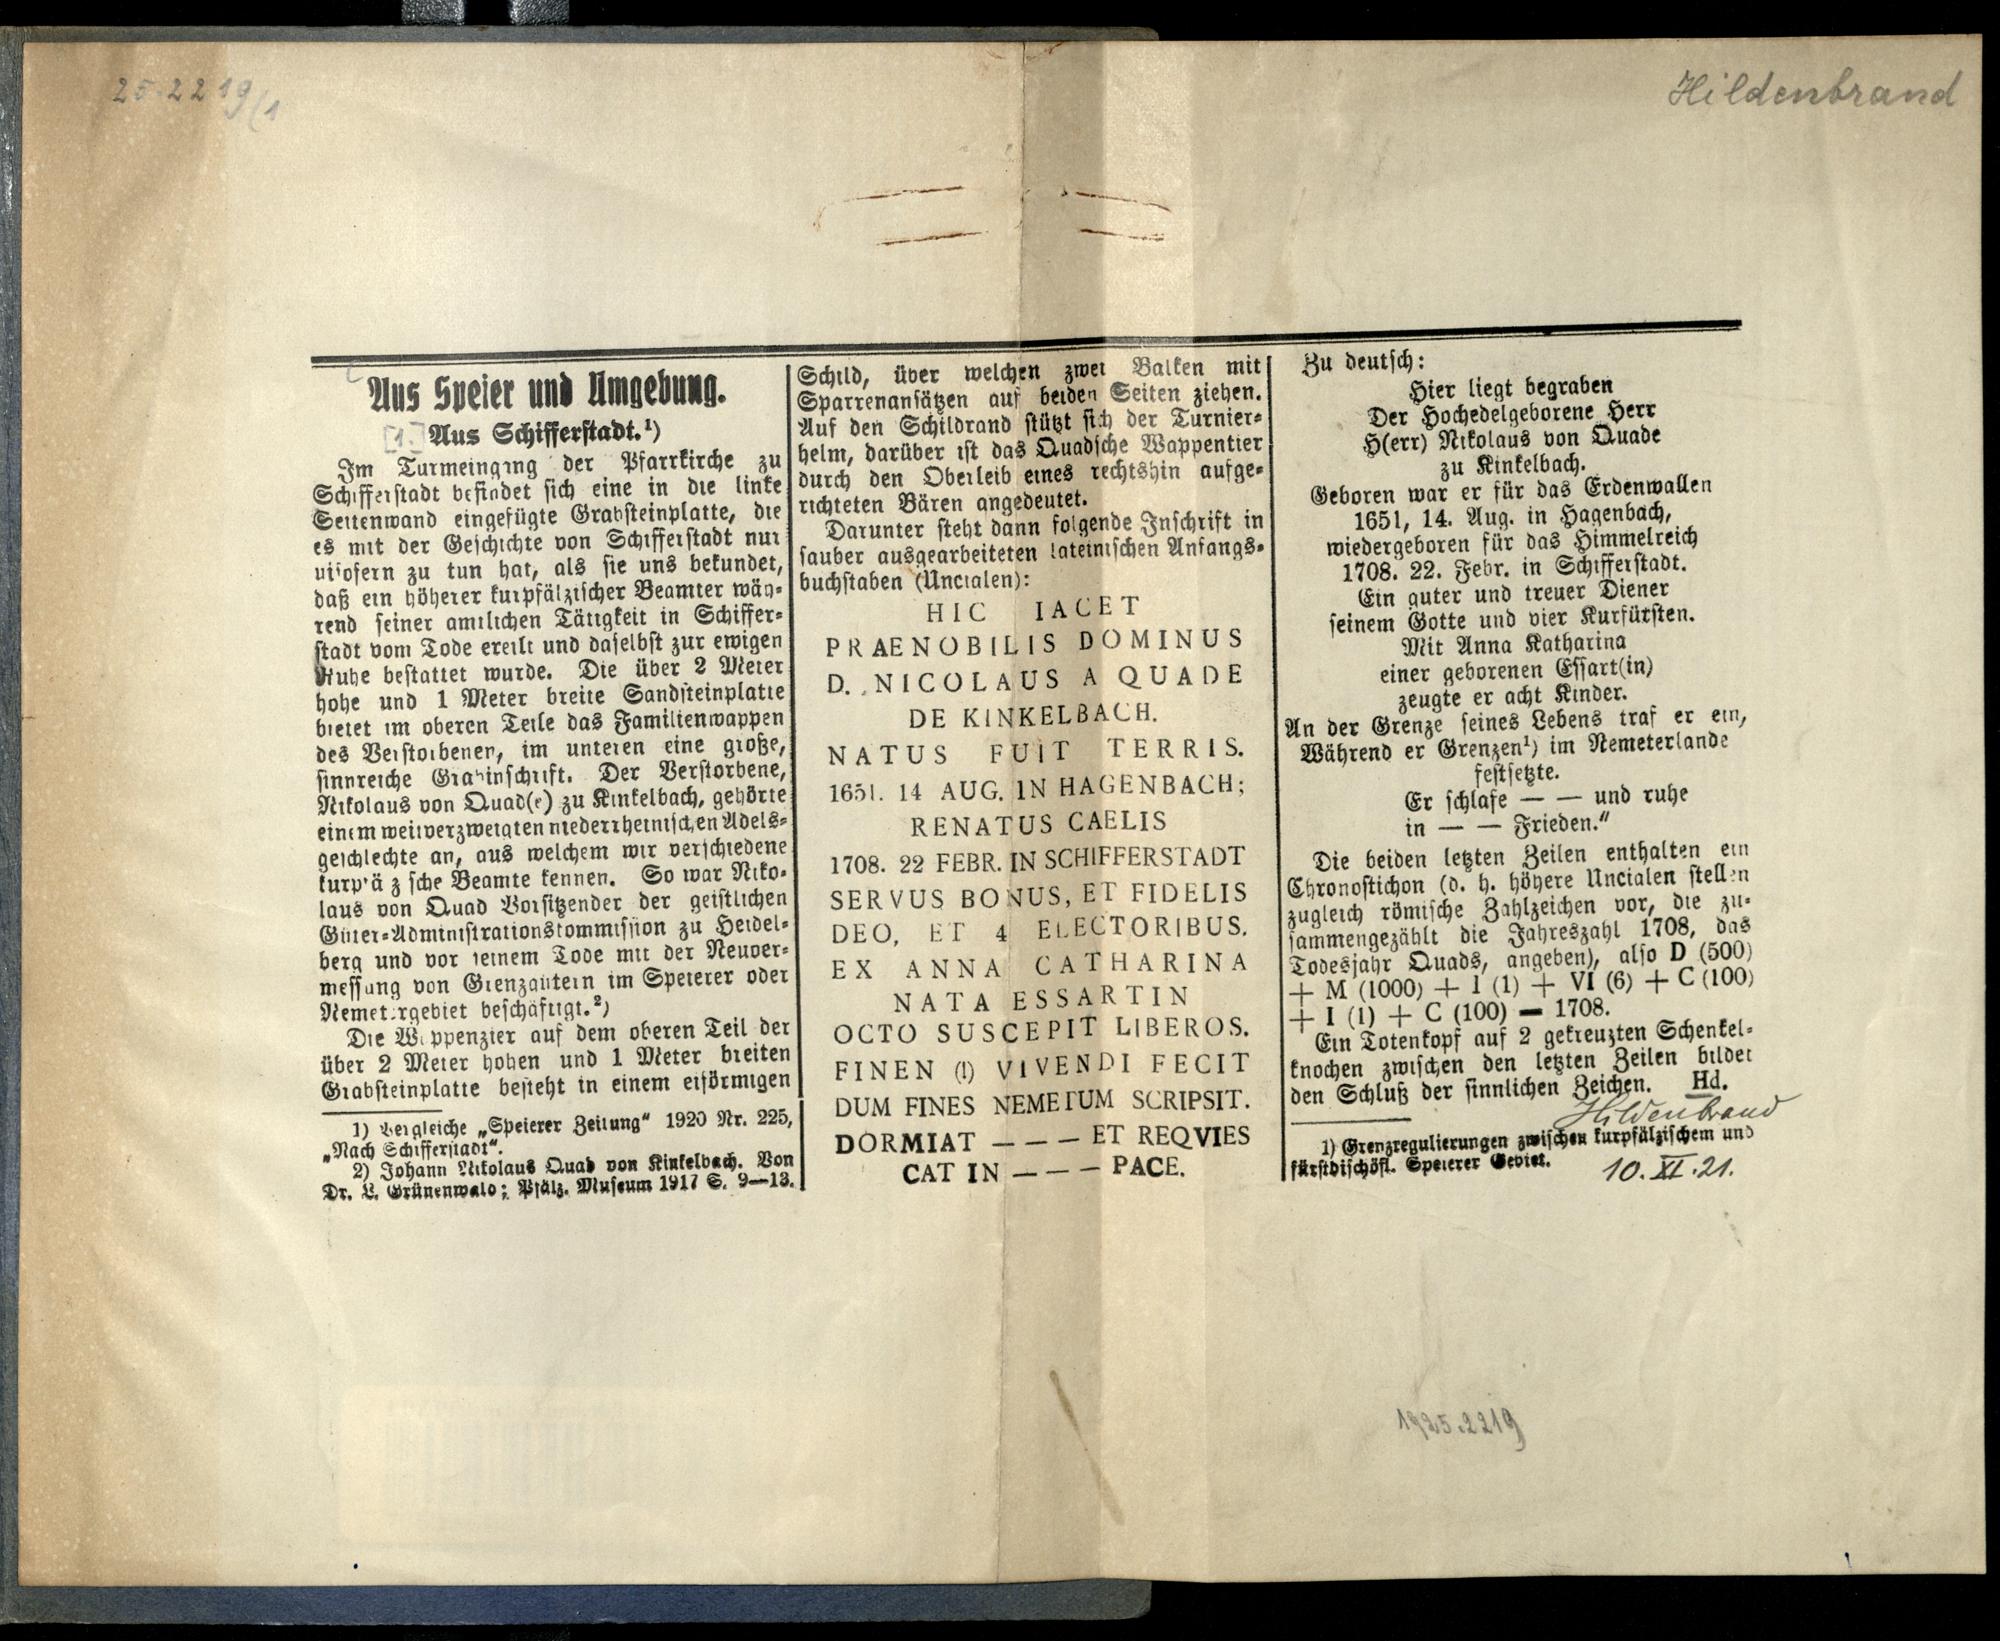 25.2219/1
Hildenbrand
Aus Speier und Umgebung.
[1.] Aus Schifferstadt.¹)
Im Turmeingang der Pfarrkirche zu
Schifferstadt befindet sich eine in die linke
Seitenwand eingefügte Grabsteinplatte, die
es mit der Geschichte von Schifferstadt nur
insofern zu tun hat, als sie uns bekundet,
daß ein höherer kurpfälzischer Beamter wäh-
rend seiner amtlichen Tätigkeit in Schiffer-
stadt vom Tode ereilt und daselbst zur ewigen
Ruhe bestattet wurde. Die über 2 Meter
hohe und 1 Meter breite Sandsteinplatte
bietet im oberen Teile das Familienwappen
des Verstorbenen, im unteren eine große,
sinnreiche Grabinschrift. Der Verstorbene,
Nikolaus von Quad(e) zu Kinkelbach, gehörte
einem weitverzweigten niederrheinischen Adels-
geschlechte an, aus welchem wir verschiedene
kurpfälzische Beamte kennen. So war Niko-
laus von Quad Vorsitzender der geistlichen
Güter-Administrationskommission zu Heidel-
berg und vor seinem Tode mit der Neuver-
messung von Grenzgütern im Speierer oder
Nemetergebiet beschäftigt.²)
Die Wappenzier auf dem oberen Teil der
über 2 Meter hohen und 1 Meter breiten
Grabsteinplatte besteht in einem eiförmigen
1) Vergleiche „Speierer Zeitung" 1920 Nr. 225,
„Nach Schifferstadt".
2) Johann Nikolaus Quad von Kinkelbach. Von
Dr. L. Grünenwald; Pfälz. Museum 1917 S. 9—13.
Schild, über welchen zwei Balken mit
Sparrenansätzen auf beiden Seiten ziehen.
Auf den Schildrand stützt sich der Turnier-
helm, darüber ist das Quadsche Wappentier
durch den Oberleib eines rechtshin aufge-
richteten Bären angedeutet.
Darunter steht dann folgende Inschrift in
sauber ausgearbeiteten lateinischen Anfangs-
buchstaben (Uncialen):
HIC IACET
PRAENOBILIS DOMINUS
D. NICOLAUS A QUADE
DE KINKELBACH.
NATUS FUIT TERRIS.
1651. 14 AUG. IN HAGENBACH;
RENATUS CAELIS
1708. 22 FEBR. IN SCHIFFERSTADT
SERVUS BONUS, ET FIDELIS
DEO, ET 4 ELECTORIBUS.
EX ANNA CATHARINA
NATA ESSARTIN
OCTO SUSCEPIT LIBEROS.
FINEN (!) VIVENDI FECIT
DUM FINES NEMETUM SCRIPSIT.
DORMIAT — — — ET REQVIES
CAT IN — — — PACE.
Zu deutsch:
Hier liegt begraben
Der Hochedelgeborene Herr
H(err) Nikolaus von Quade
zu Kinkelbach.
Geboren war er für das Erdenwallen
1651, 14. Aug. in Hagenbach,
wiedergeboren für das Himmelreich
1708. 22. Febr. in Schifferstadt.
Ein guter und treuer Diener
seinem Gotte und vier Kurfürsten.
Mit Anna Katharina
einer geborenen Essart(in)
zeugte er acht Kinder.
An der Grenze seines Lebens traf er ein,
Während er Grenzen¹) im Nemeterlande
festsetzte.
Er schlafe — — und ruhe
in — — Frieden."
Die beiden letzten Zeilen enthalten ein
Chronostichon (d. h. höhere Uncialen stellen
zugleich römische Zahlzeichen vor, die zu-
sammengezählt die Jahreszahl 1708, das
Todesjahr Quads, angeben), also D (500)
+ M (1000) + I (1) + VI (6) + C (100)
+ I (1) + C (100) = 1708.
Ein Totenkopf auf 2 gekreuzten Schenkel-
knochen zwischen den letzten Zeilen bildet
den Schluß der sinnlichen Zeichen. Hd.
Hildenbrand
1) Grenzregulierungen zwischen kurpfälzischem und
fürstbischöfl. Speierer Gebiet.
10. XI. 21.
1925.2219